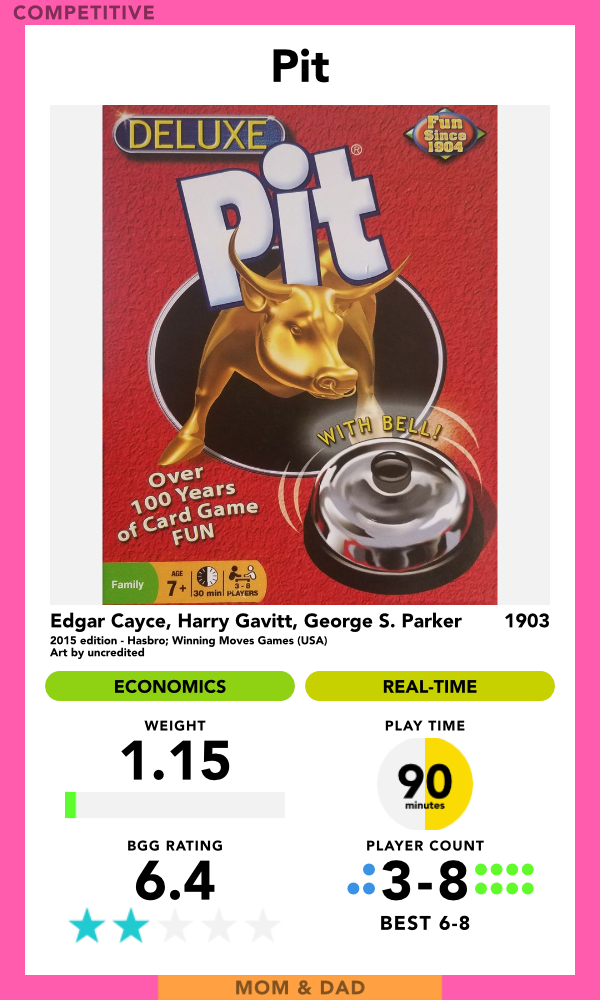 COMPETITIVE
Pit
DELUXE
Fun
Since
1904
Pit®
WITH BELL!
Over
100 Years
of Card Game
FUN
Family
AGE
7+
30 min
3-8
PLAYERS
Edgar Cayce, Harry Gavitt, George S. Parker 1903
2015 edition - Hasbro; Winning Moves Games (USA)
Art by uncredited
ECONOMICS
REAL-TIME
WEIGHT
1.15
PLAY TIME
90
minutes
BGG RATING
6.4
PLAYER COUNT
3-8
BEST 6-8
MOM & DAD